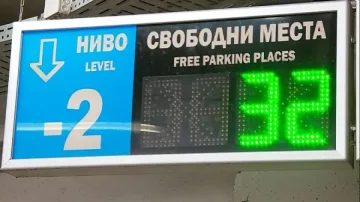 НИВО
LEVEL
-2
СВОБОДНИ МЕСТА
FREE PARKING PLACES
32